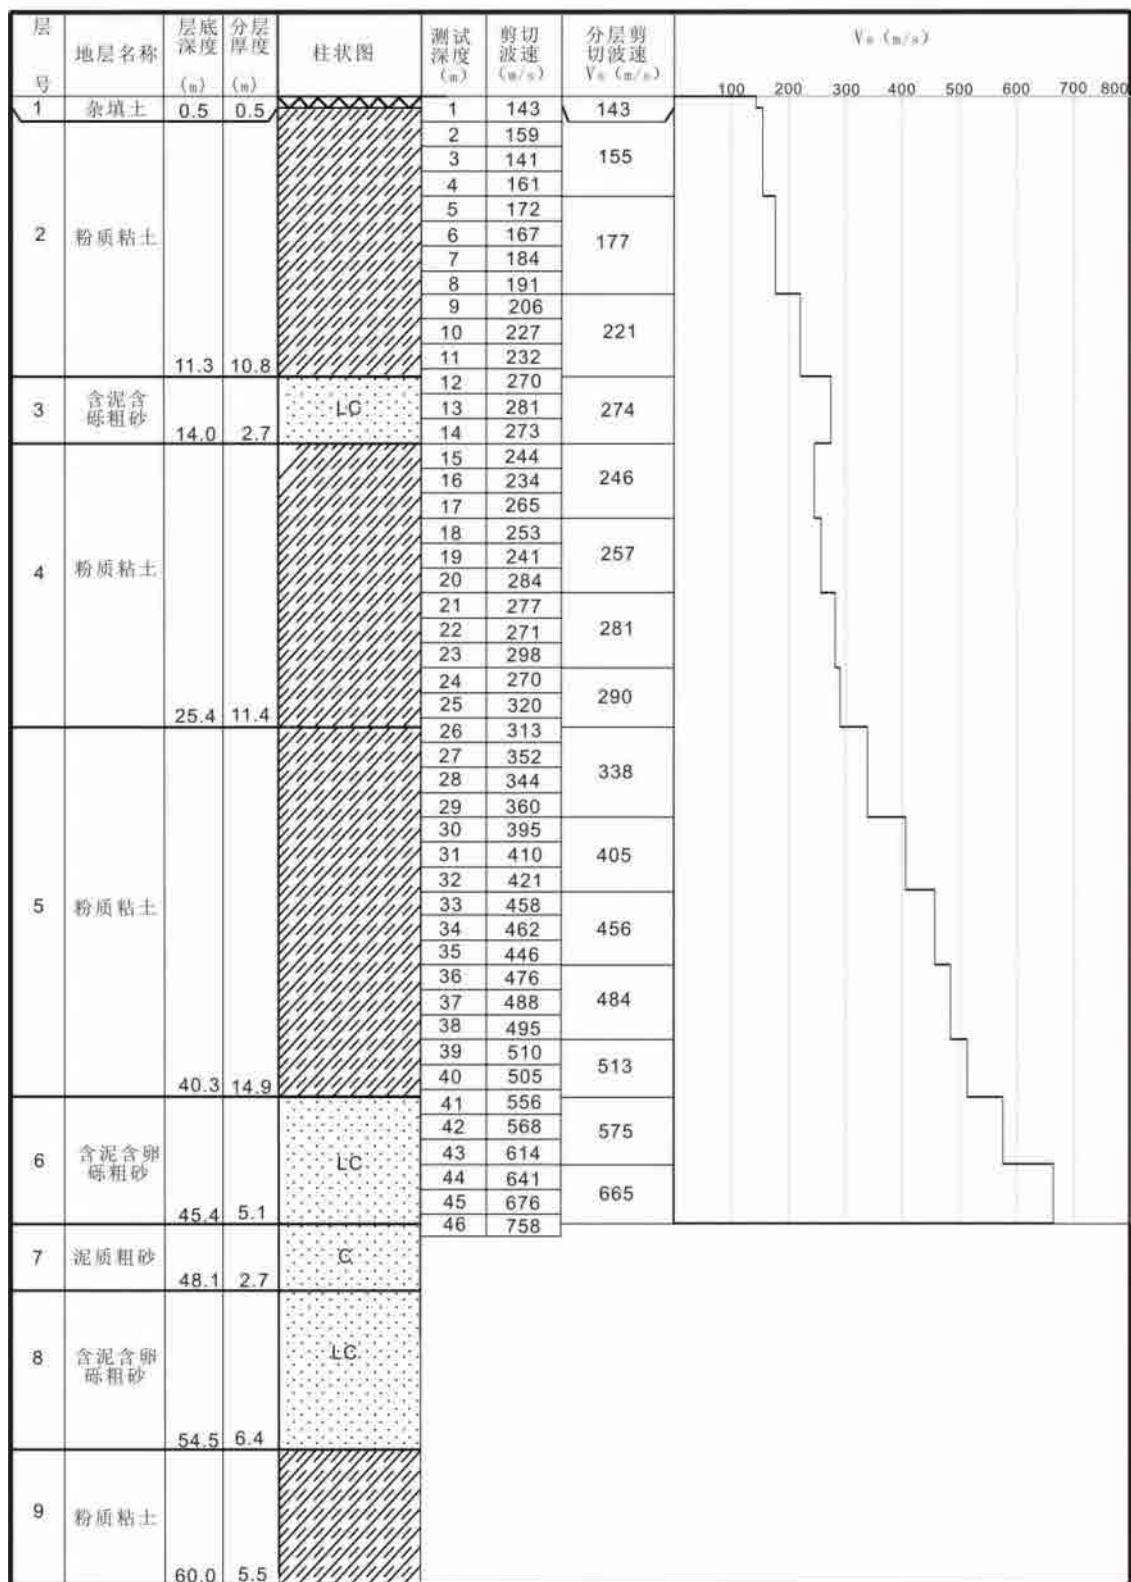 层号 地层名称 层底深度(m) 分层厚度(m) 柱状图 测试深度(m) 剪切波速(m/s) 分层剪切波速Vs(m/s) Vs(m/s)
100 200 300 400 500 600 700 800
1 杂填土 0.5 0.5 1 143 143
2 159
3 141 155
4 161
5 172
2 粉质粘土 6 167 177
7 184
8 191
9 206
10 227 221
11.3 10.8 11 232
12 270
3 含泥含砾粗砂 LC 13 281 274
14.0 2.7 14 273
15 244
16 234 246
17 265
18 253
4 粉质粘土 19 241 257
20 284
21 277
22 271 281
23 298
24 270 290
25.4 11.4 25 320
26 313
27 352 338
28 344
29 360
30 395
31 410 405
32 421
5 粉质粘土 33 458
34 462 456
35 446
36 476
37 488 484
38 495
39 510 513
40.3 14.9 40 505
41 556
42 568 575
6 含泥含卵砾粗砂 LC 43 614
44 641
45.4 5.1 45 676 665
46 758
7 泥质粗砂 C
48.1 2.7
8 含泥含卵砾粗砂 LC
54.5 6.4
9 粉质粘土
60.0 5.5